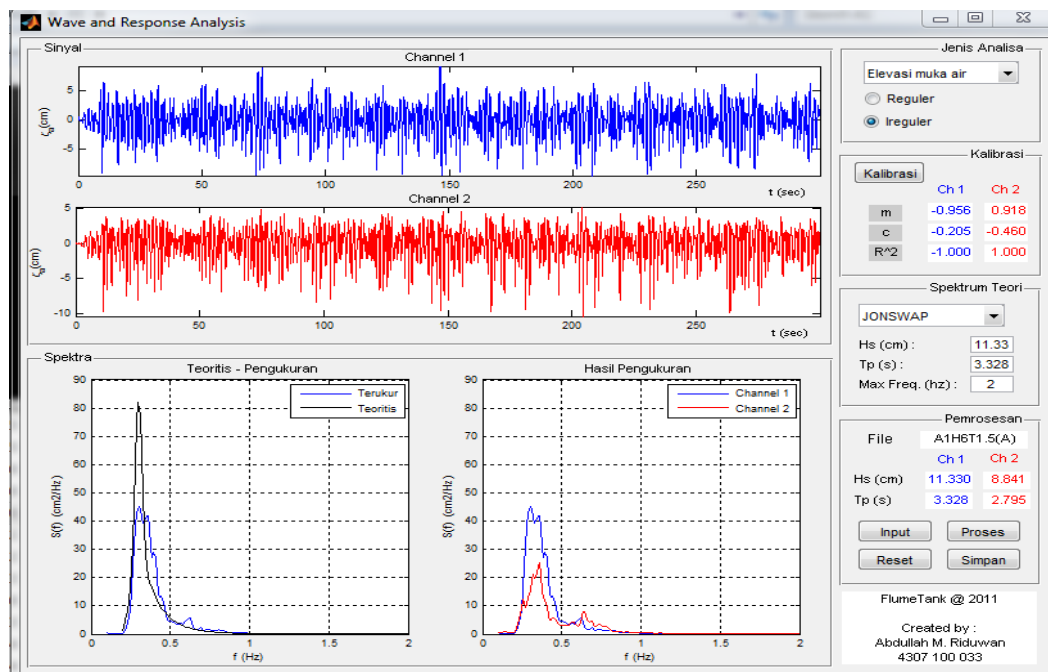 Wave and Response Analysis
Sinyal
Channel 1
ζa(cm)
5
0
-5
0 50 100 150 200 250
t (sec)
Channel 2
ζa(cm)
5
0
-5
-10
0 50 100 150 200 250
t (sec)
Spektra
Teoritis - Pengukuran
Terukur
Teoritis
S(f) (cm2/Hz)
90
80
70
60
50
40
30
20
10
0
0 0.5 1 1.5 2
f (Hz)
Hasil Pengukuran
Channel 1
Channel 2
S(f) (cm2/Hz)
90
80
70
60
50
40
30
20
10
0
0 0.5 1 1.5 2
f (Hz)
Jenis Analisa
Elevasi muka air
Reguler
Ireguler
Kalibrasi
Kalibrasi
Ch 1 Ch 2
m -0.956 0.918
c -0.205 -0.460
R^2 -1.000 1.000
Spektrum Teori
JONSWAP
Hs (cm) : 11.33
Tp (s) : 3.328
Max Freq. (hz) : 2
Pemrosesan
File A1H6T1.5(A)
Ch 1 Ch 2
Hs (cm) 11.330 8.841
Tp (s) 3.328 2.795
Input Proses
Reset Simpan
FlumeTank @ 2011
Created by :
Abdullah M. Riduwan
4307 100 033